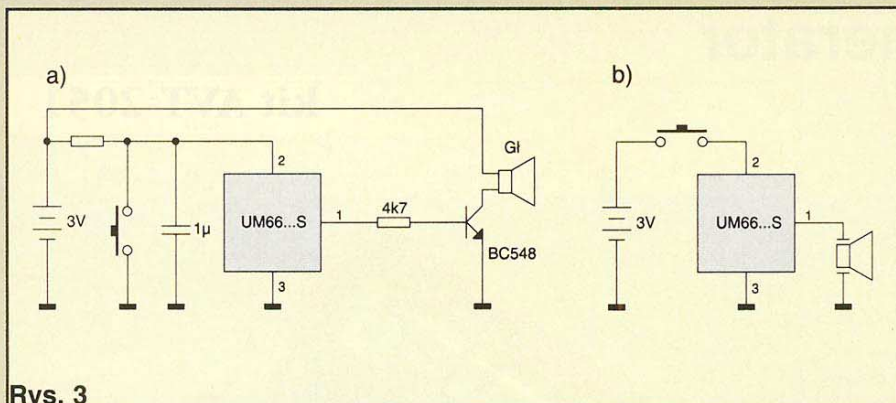 a)
b)
2
Gł
3V
UM66...S
1
4k7
1µ
BC548
3
3V
2
UM66...S
1
3
Rys. 3